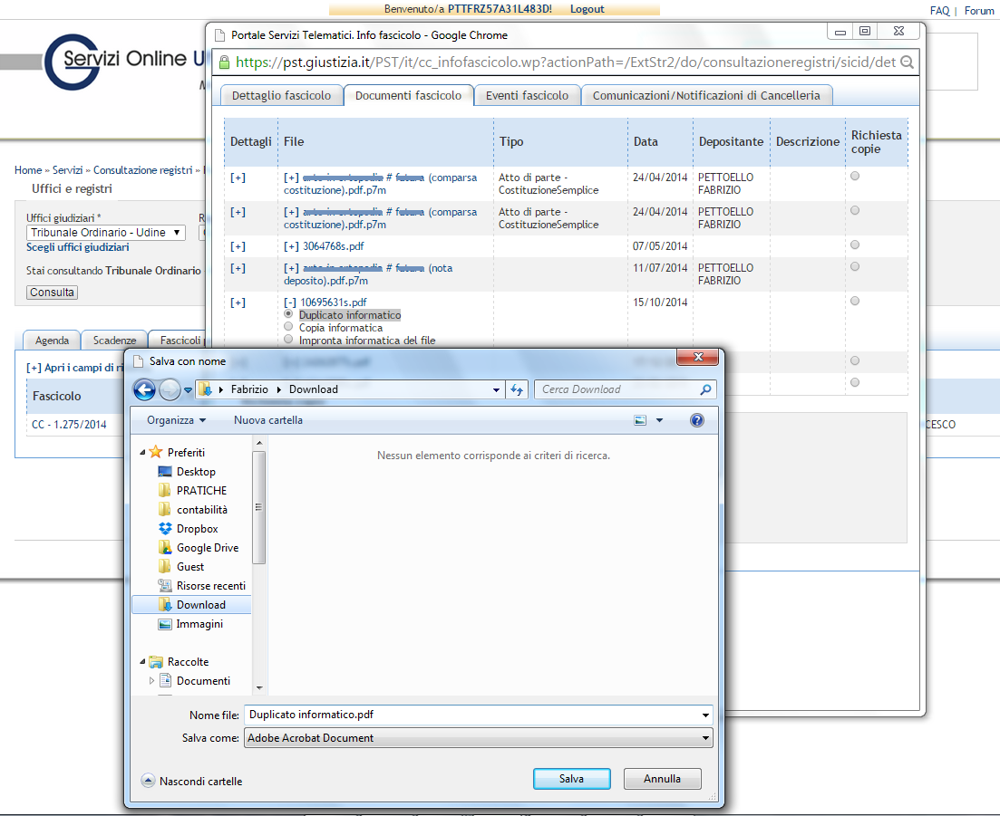 Benvenuto/a PTTFRZ57A31L483D! Logout
FAQ | Forum
Servizi Online U
Portale Servizi Telematici. Info fascicolo - Google Chrome
https://pst.giustizia.it/PST/it/cc_infofascicolo.wp?actionPath=/ExtStr2/do/consultazioneregistri/sicid/det
Dettaglio fascicolo Documenti fascicolo Eventi fascicolo Comunicazioni/Notificazioni di Cancelleria
Dettagli File Tipo Data Depositante Descrizione Richiesta
copie
[+] [+] # (comparsa Atto di parte - 24/04/2014 PETTOELLO
costituzione).pdf.p7m CostituzioneSemplice FABRIZIO
[+] [+] # (comparsa Atto di parte - 24/04/2014 PETTOELLO
costituzione).pdf.p7m CostituzioneSemplice FABRIZIO
[+] [+] 3064768s.pdf 07/05/2014
[+] [+] # (nota 11/07/2014 PETTOELLO
deposito).pdf.p7m FABRIZIO
[+] [-] 10695631s.pdf 15/10/2014
Duplicato informatico
Copia informatica
Impronta informatica del file
Home » Servizi » Consultazione registri »
Uffici e registri
Uffici giudiziari * R
Tribunale Ordinario - Udine
Scegli uffici giudiziari
Stai consultando Tribunale Ordinario
Consulta
Agenda Scadenze Fascicoli
[+] Apri i campi di ri
Fascicolo
CC - 1.275/2014
CESCO
Salva con nome
Fabrizio Download
Cerca Download
Organizza Nuova cartella
Nessun elemento corrisponde ai criteri di ricerca.
Preferiti
Desktop
PRATICHE
contabilità
Dropbox
Google Drive
Guest
Risorse recenti
Download
Immagini
Raccolte
Documenti
Nome file: Duplicato informatico.pdf
Salva come: Adobe Acrobat Document
Nascondi cartelle
Salva Annulla